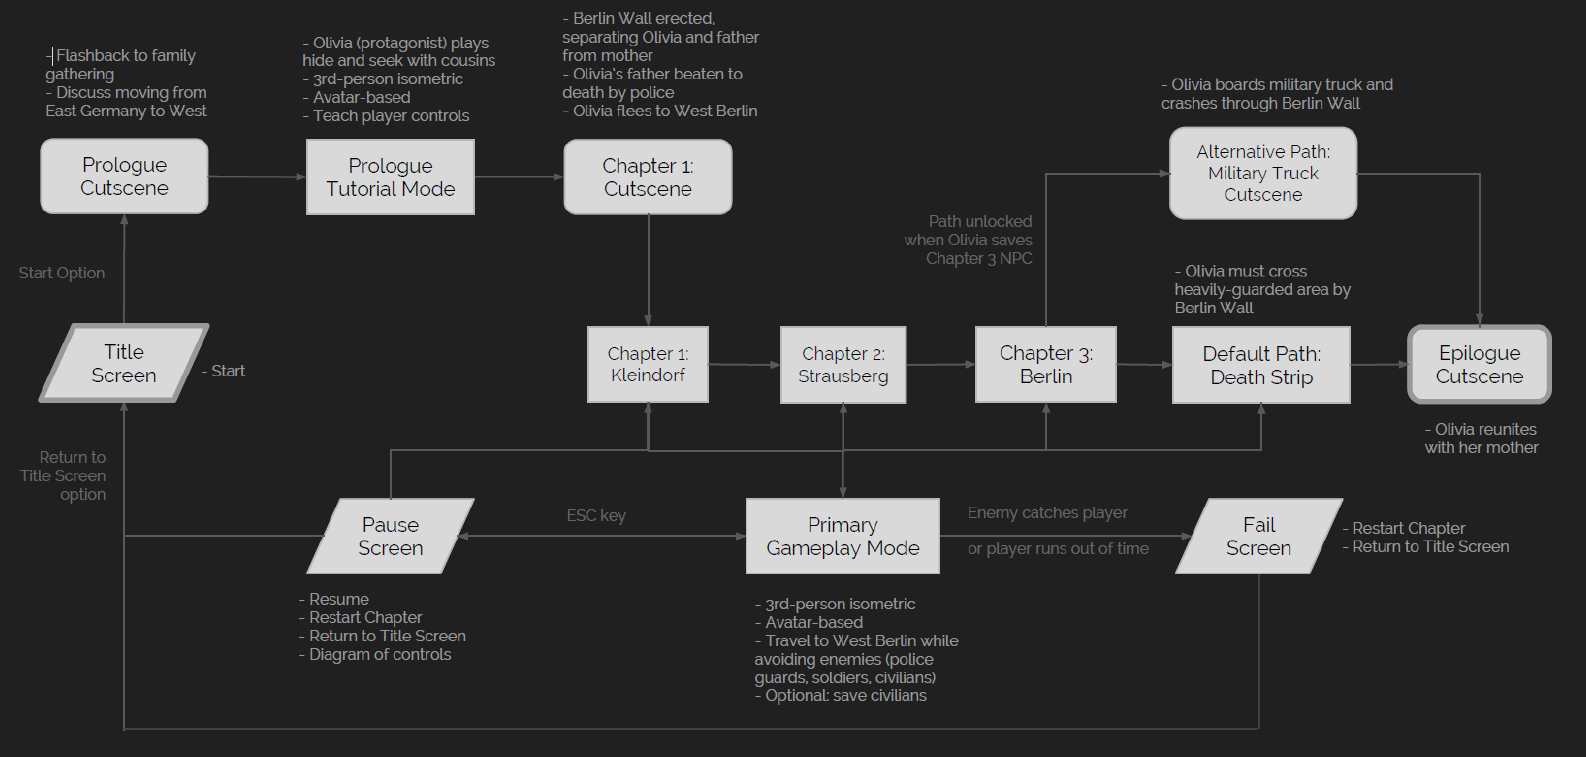 - Flashback to family
gathering
- Discuss moving from
East Germany to West
- Olivia (protagonist) plays
hide and seek with cousins
- 3rd-person isometric
- Avatar-based
- Teach player controls
- Berlin Wall erected,
separating Olivia and father
from mother
- Olivia's father beaten to
death by police
- Olivia flees to West Berlin
- Olivia boards military truck and
crashes through Berlin Wall
Prologue
Cutscene
Prologue
Tutorial Mode
Chapter 1:
Cutscene
Alternative Path:
Military Truck
Cutscene
Start Option
Path unlocked
when Olivia saves
Chapter 3 NPC
- Olivia must cross
heavily-guarded area by
Berlin Wall
Title
Screen
- Start
Chapter 1:
Kleindorf
Chapter 2:
Strausberg
Chapter 3:
Berlin
Default Path:
Death Strip
Epilogue
Cutscene
- Olivia reunites
with her mother
Return to
Title Screen
option
Pause
Screen
ESC key
Primary
Gameplay Mode
Enemy catches player
or player runs out of time
Fail
Screen
- Restart Chapter
- Return to Title Screen
- Resume
- Restart Chapter
- Return to Title Screen
- Diagram of controls
- 3rd-person isometric
- Avatar-based
- Travel to West Berlin while
avoiding enemies (police
guards, soldiers, civilians)
- Optional: save civilians